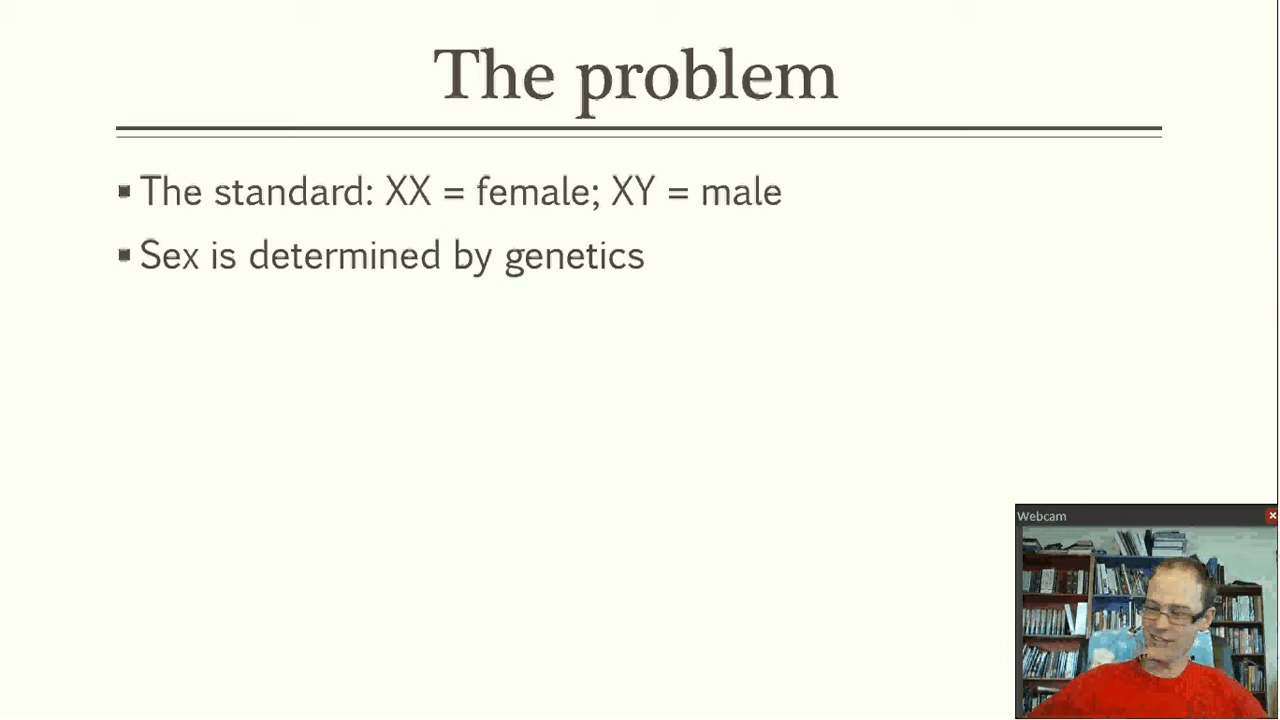 The problem
▪ The standard: XX = female; XY = male
▪ Sex is determined by genetics
Webcam